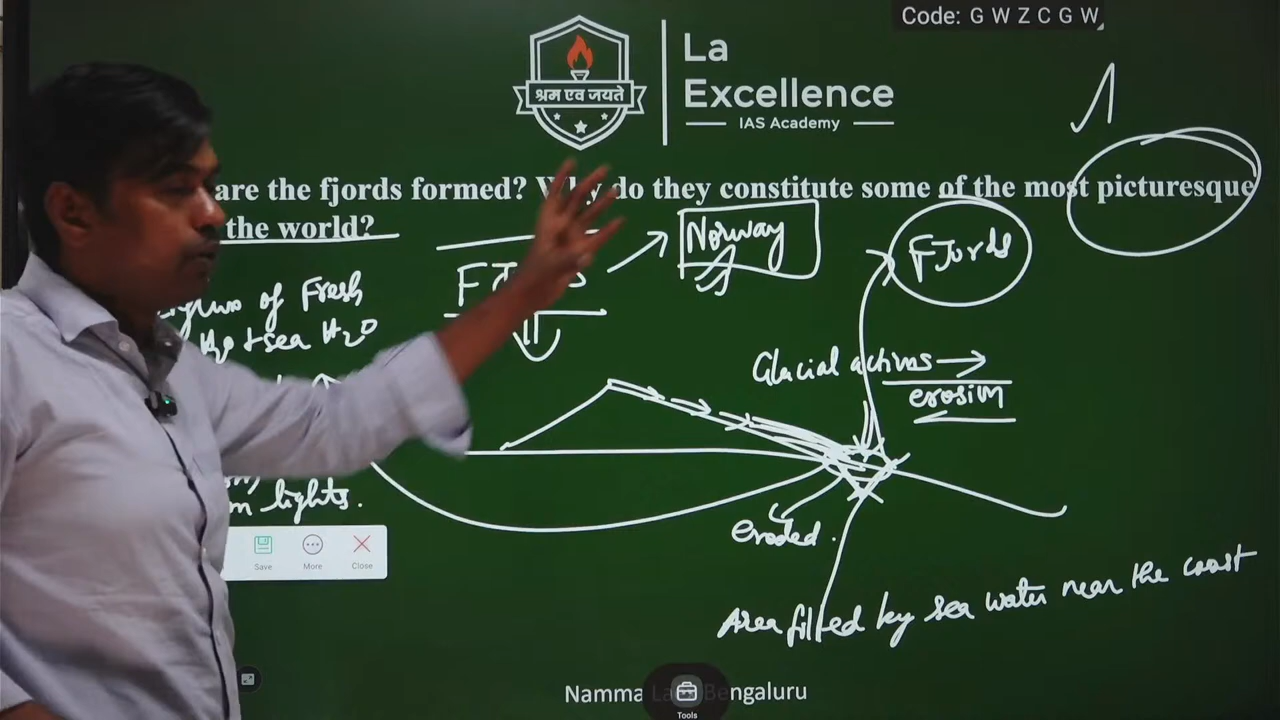 Code: G W Z C G W
La
Excellence
IAS Academy
श्रम एव जयते
are the fjords formed? Why do they constitute some of the most picturesque
the world?
Norway
FJords
of Fresh
H2O + sea H2O
Glacial actions →
erosion
lights.
eroded.
Save
More
Close
Area filled by sea water near the coast
Namma Bengaluru
Tools